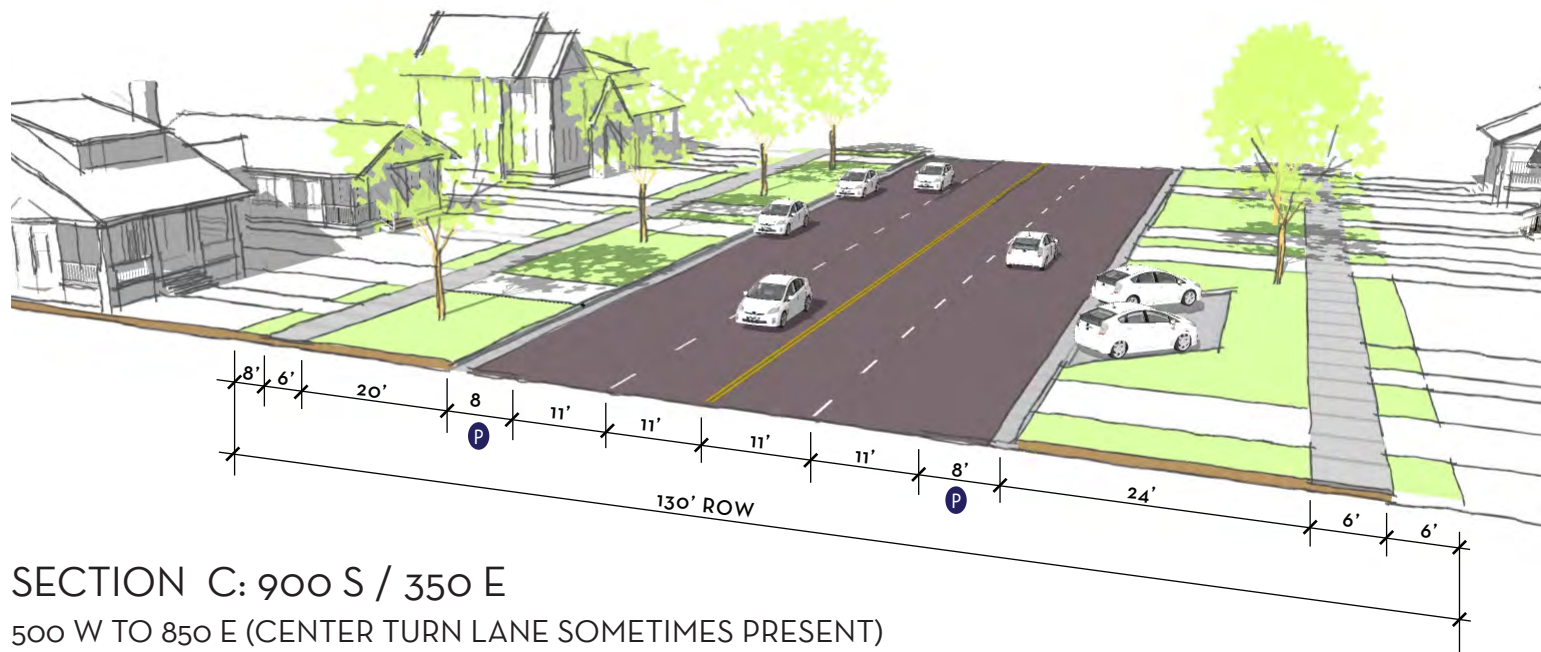 8' 6' 20' 8 11' 11' 11' 11' 8' 24' 6' 6'
P P
130' ROW
SECTION C: 900 S / 350 E
500 W TO 850 E (CENTER TURN LANE SOMETIMES PRESENT)